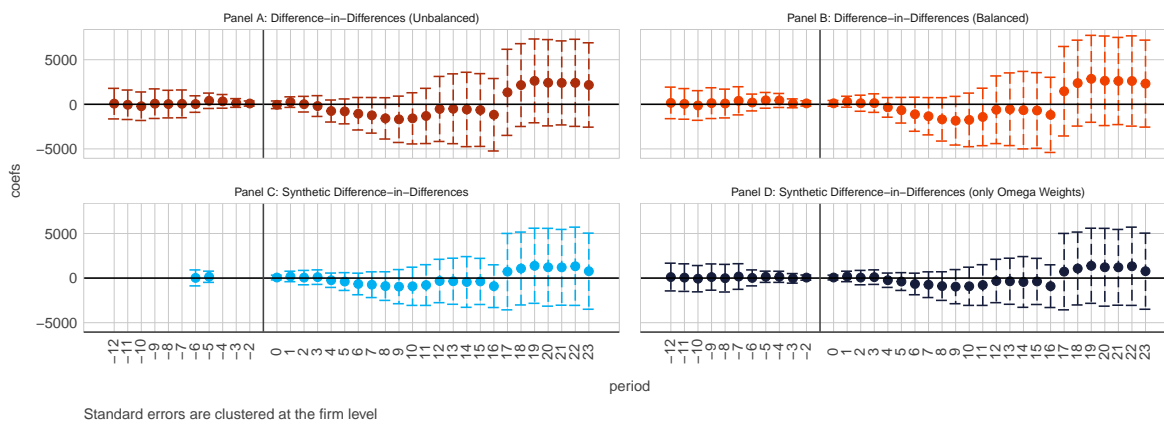 Panel A: Difference−in−Differences (Unbalanced)
Panel B: Difference−in−Differences (Balanced)
5000
0
−5000
Panel C: Synthetic Difference−in−Differences
Panel D: Synthetic Difference−in−Differences (only Omega Weights)
5000
0
−5000
coefs
−12 −11 −10 −9 −8 −7 −6 −5 −4 −3 −2 0 1 2 3 4 5 6 7 8 9 10 11 12 13 14 15 16 17 18 19 20 21 22 23
−12 −11 −10 −9 −8 −7 −6 −5 −4 −3 −2 0 1 2 3 4 5 6 7 8 9 10 11 12 13 14 15 16 17 18 19 20 21 22 23
period
Standard errors are clustered at the firm level